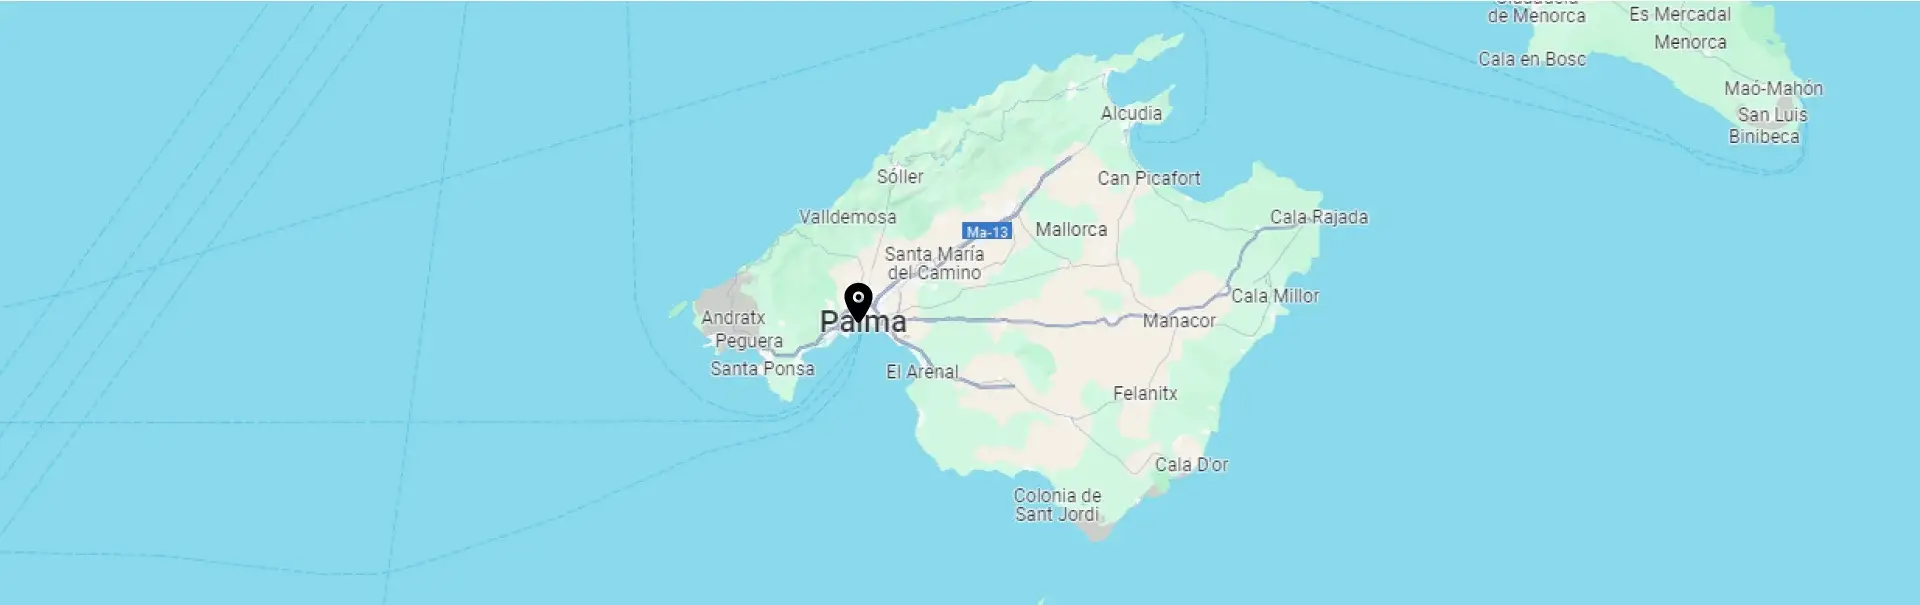 Ciudadela
de Menorca
Es Mercadal
Menorca
Cala en Bosc
Maó-Mahón
San Luis
Binibeca
Alcudia
Sóller
Can Picafort
Valldemosa
Cala Rajada
Ma-13
Mallorca
Santa María
del Camino
Cala Millor
Andratx
Palma
Manacor
Peguera
Santa Ponsa
El Arenal
Felanitx
Cala D'or
Colonia de
Sant Jordi